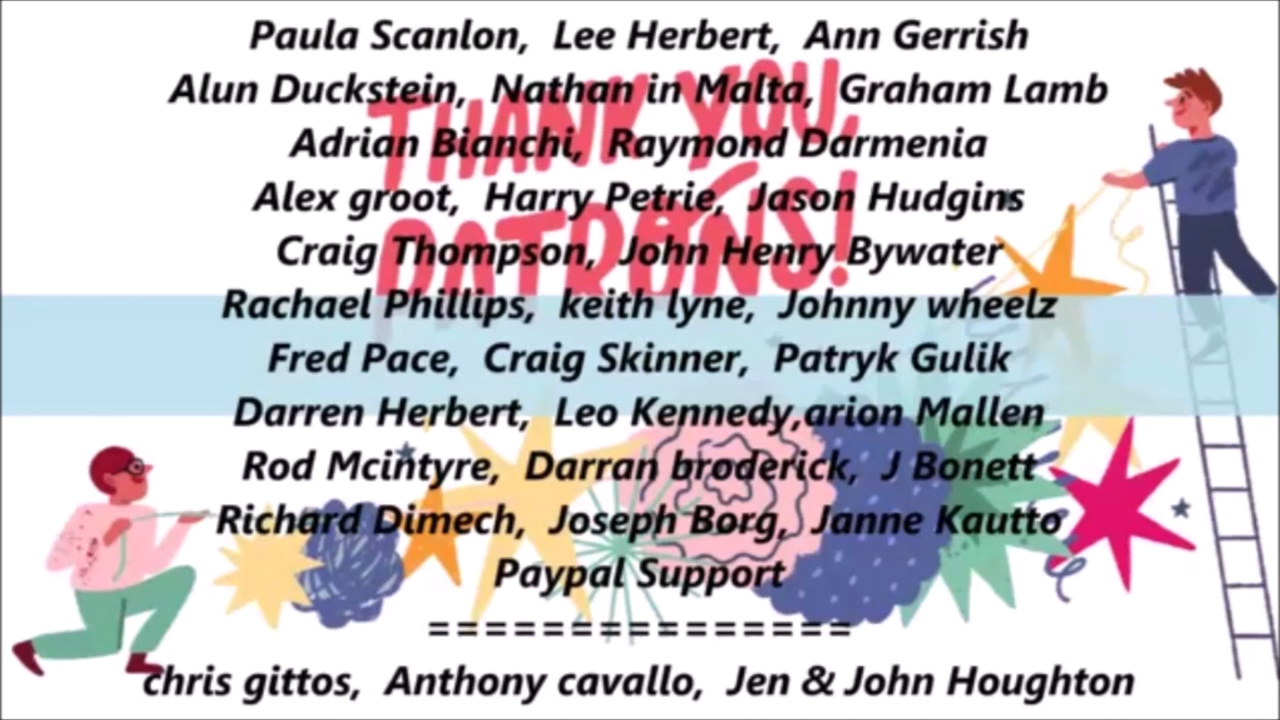 Paula Scanlon, Lee Herbert, Ann Gerrish
Alun Duckstein, Nathan in Malta, Graham Lamb
THANK YOU,
Adrian Bianchi, Raymond Darmenia
Alex groot, Harry Petrie, Jason Hudgins
PATRONS!
Craig Thompson, John Henry Bywater
Rachael Phillips, keith lyne, Johnny wheelz
Fred Pace, Craig Skinner, Patryk Gulik
Darren Herbert, Leo Kennedy,arion Mallen
Rod Mcintyre, Darran broderick, J Bonett
Richard Dimech, Joseph Borg, Janne Kautto
Paypal Support
===============
chris gittos, Anthony cavallo, Jen & John Houghton